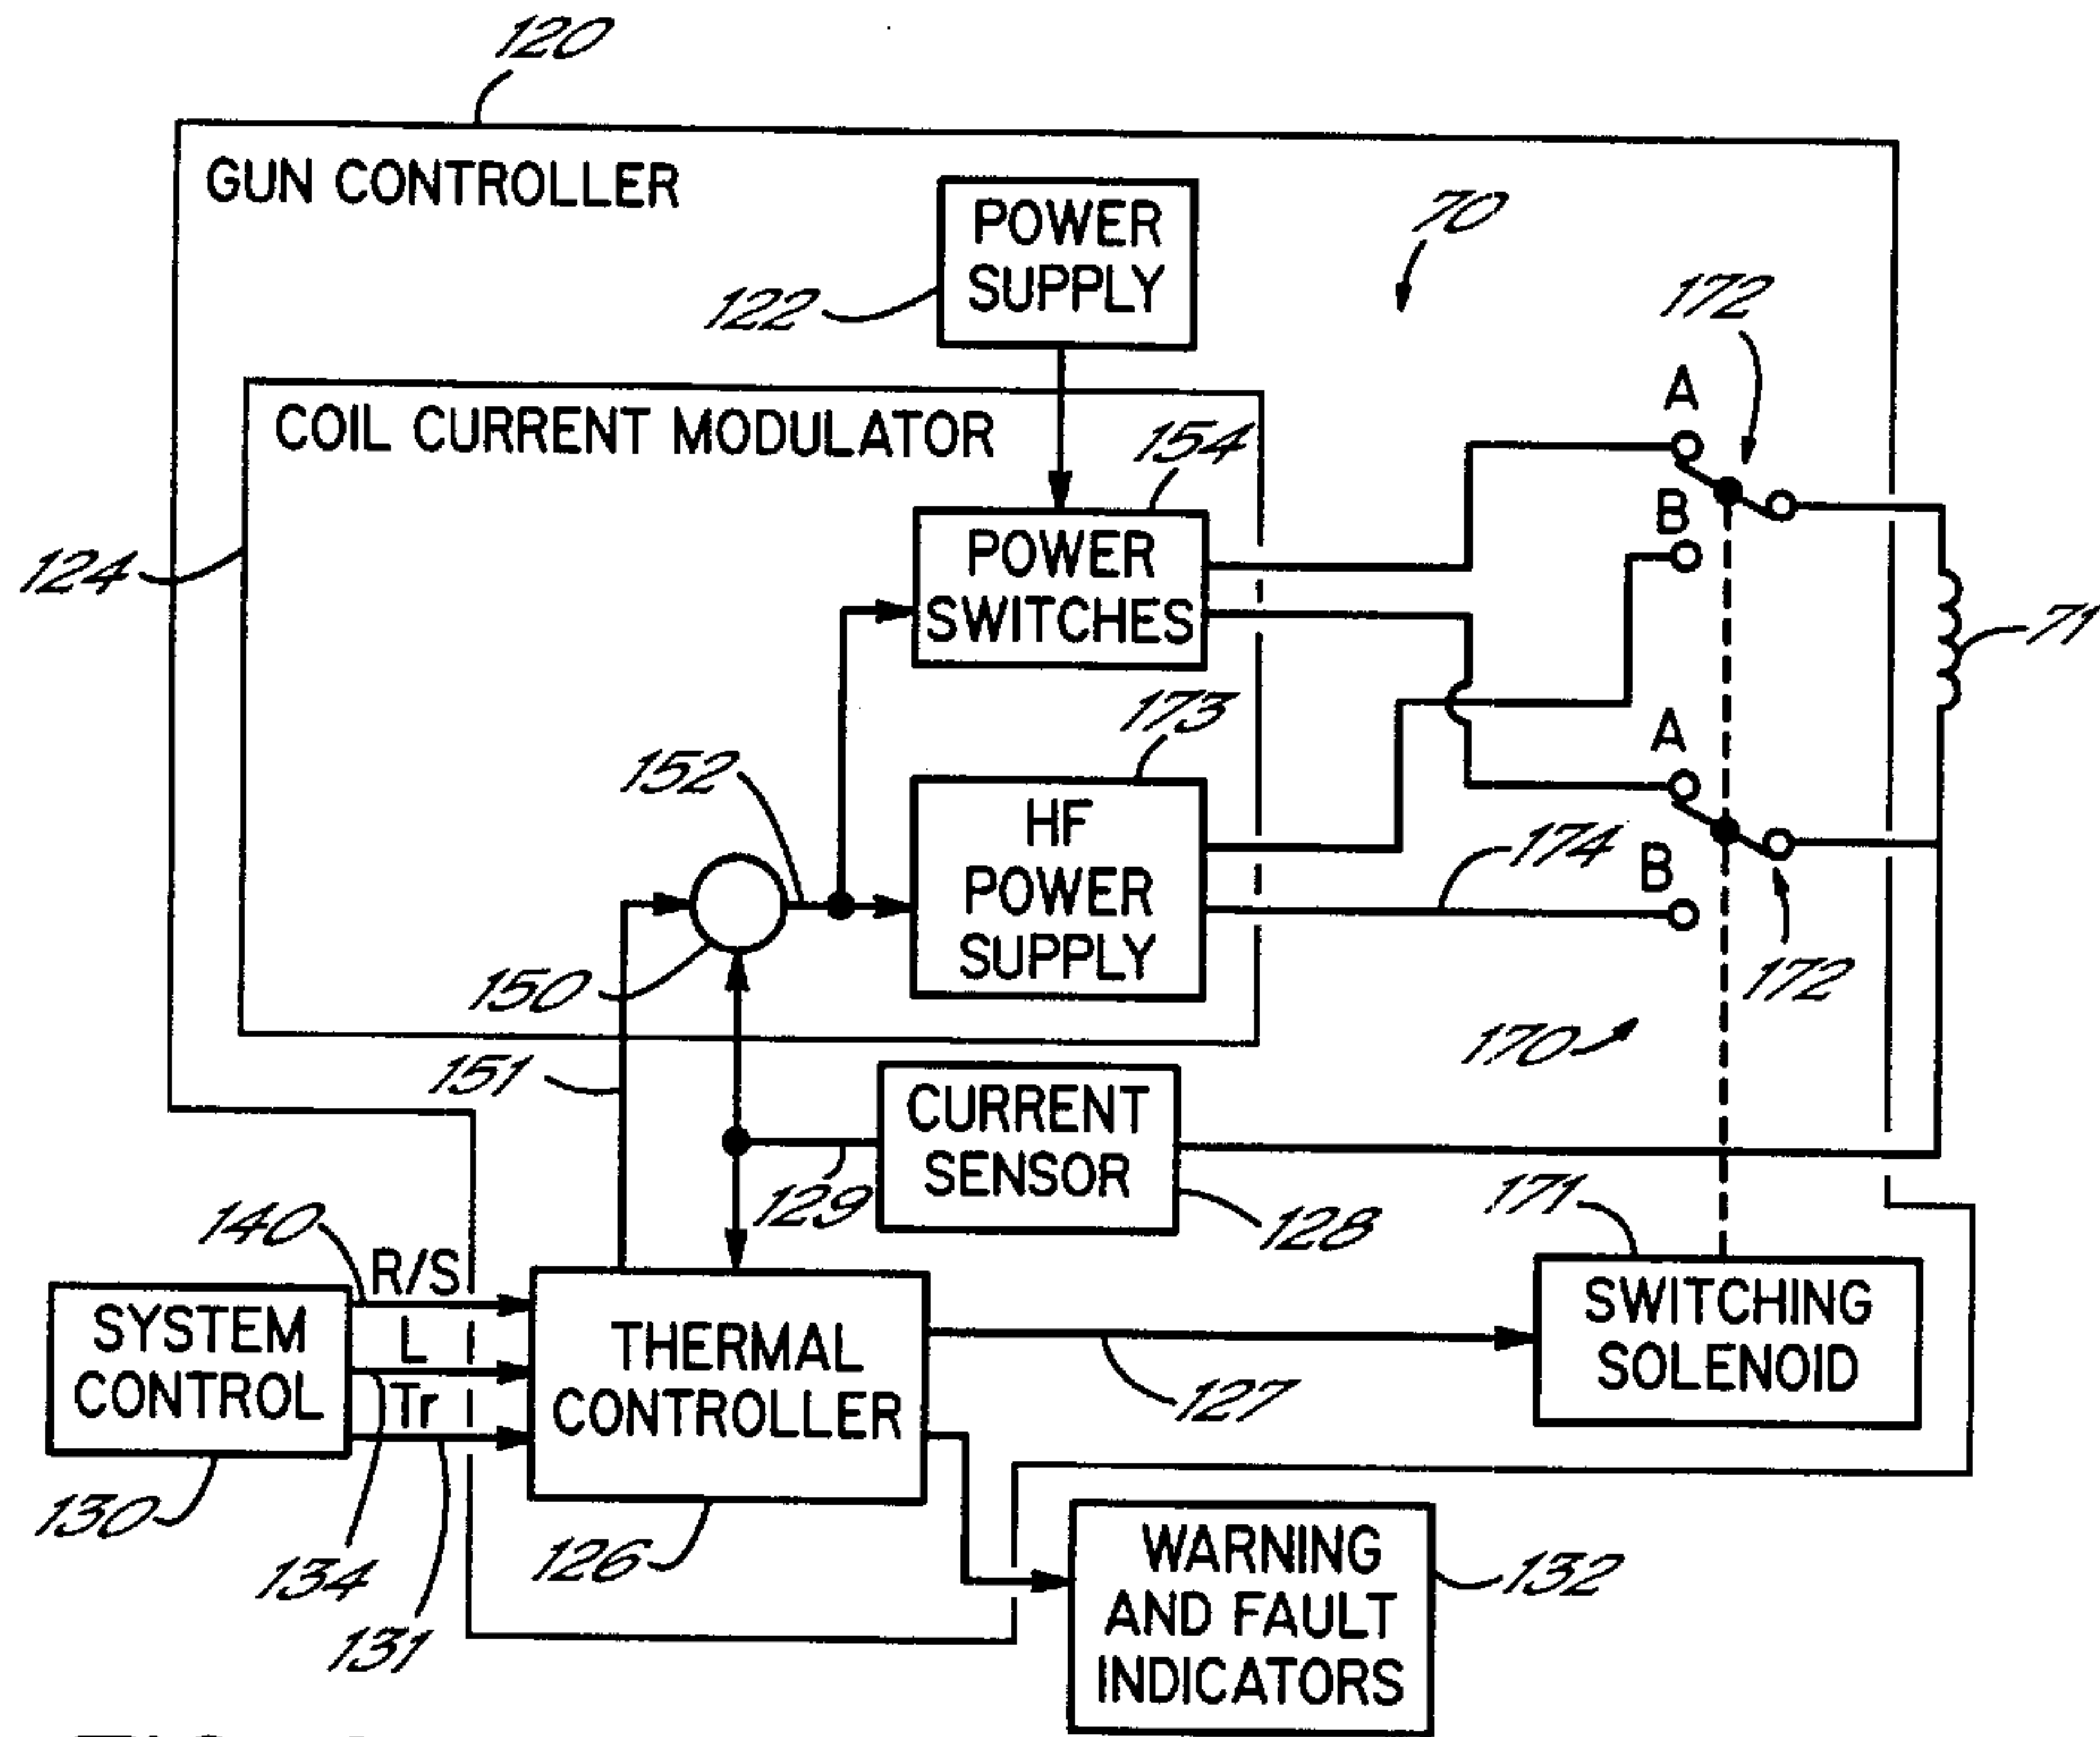 120
GUN CONTROLLER
POWER
SUPPLY
70
122
172
A
COIL CURRENT MODULATOR
154
B
124
POWER
SWITCHES
71
173
A
152
HF
POWER
SUPPLY
174
B
150
172
170
151
CURRENT
SENSOR
129
128
171
140
R/S
SYSTEM
CONTROL
L
Tr
THERMAL
CONTROLLER
SWITCHING
SOLENOID
127
130
134
131
126
WARNING
AND FAULT
INDICATORS
132